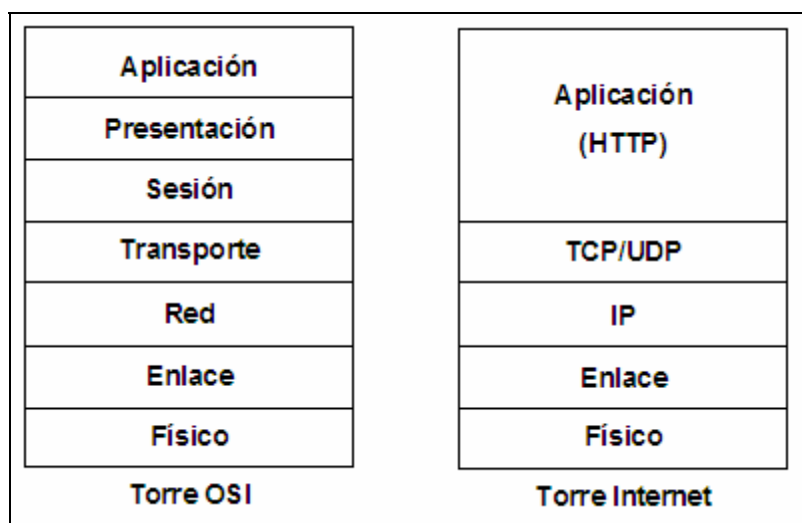 Aplicación
Presentación
Sesión
Transporte
Red
Enlace
Físico
Torre OSI
Aplicación
(HTTP)
TCP/UDP
IP
Enlace
Físico
Torre Internet